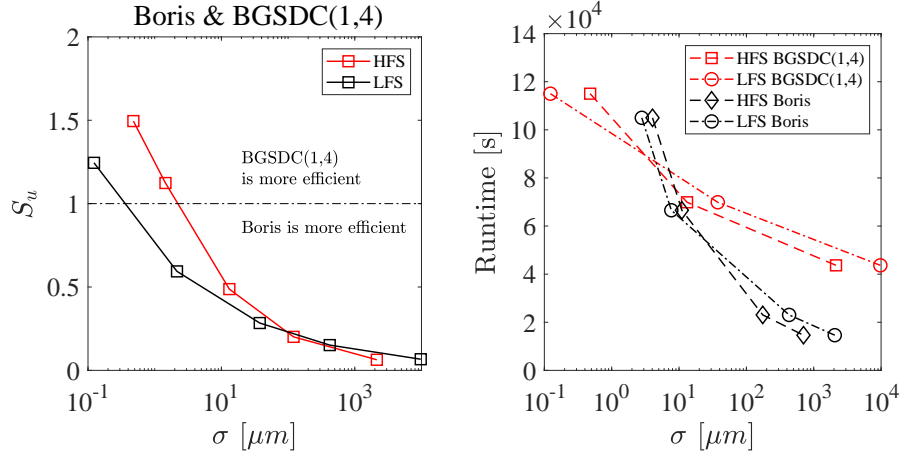 Boris & BGSDC(1,4)
2
1.5
1
0.5
0
S_u
HFS
LFS
BGSDC(1,4)
is more efficient
Boris is more efficient
10^-1 10^1 10^3
σ [μm]
×10^4
14
12
10
8
6
4
2
0
Runtime [s]
HFS BGSDC(1,4)
LFS BGSDC(1,4)
HFS Boris
LFS Boris
10^-1 10^0 10^1 10^2 10^3 10^4
σ [μm]